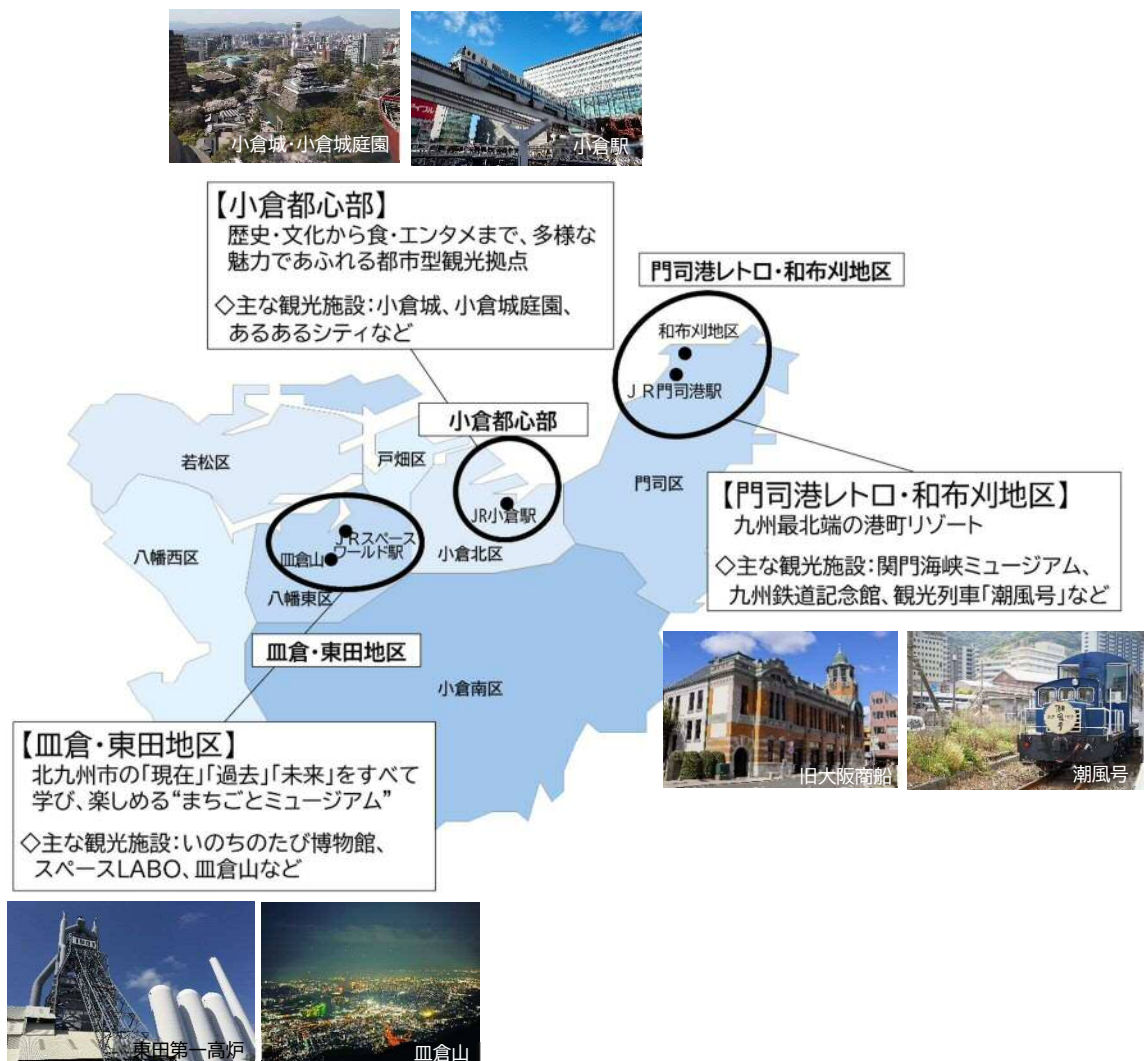 小倉城・小倉城庭園
小倉駅
【小倉都心部】
歴史・文化から食・エンタメまで、多様な
魅力であふれる都市型観光拠点
◇主な観光施設：小倉城、小倉城庭園、
あるあるシティなど
門司港レトロ・和布刈地区
和布刈地区
ＪＲ門司港駅
小倉都心部
若松区
戸畑区
門司区
JR小倉駅
小倉北区
八幡西区
ＪＲスペース
ワールド駅
皿倉山
八幡東区
皿倉・東田地区
小倉南区
【門司港レトロ・和布刈地区】
九州最北端の港町リゾート
◇主な観光施設：関門海峡ミュージアム、
九州鉄道記念館、観光列車「潮風号」など
旧大阪商船
潮風号
潮風号
【皿倉・東田地区】
北九州市の「現在」「過去」「未来」をすべて
学び、楽しめる“まちごとミュージアム”
◇主な観光施設：いのちのたび博物館、
スペースLABO、皿倉山など
1901
東田第一高炉
皿倉山